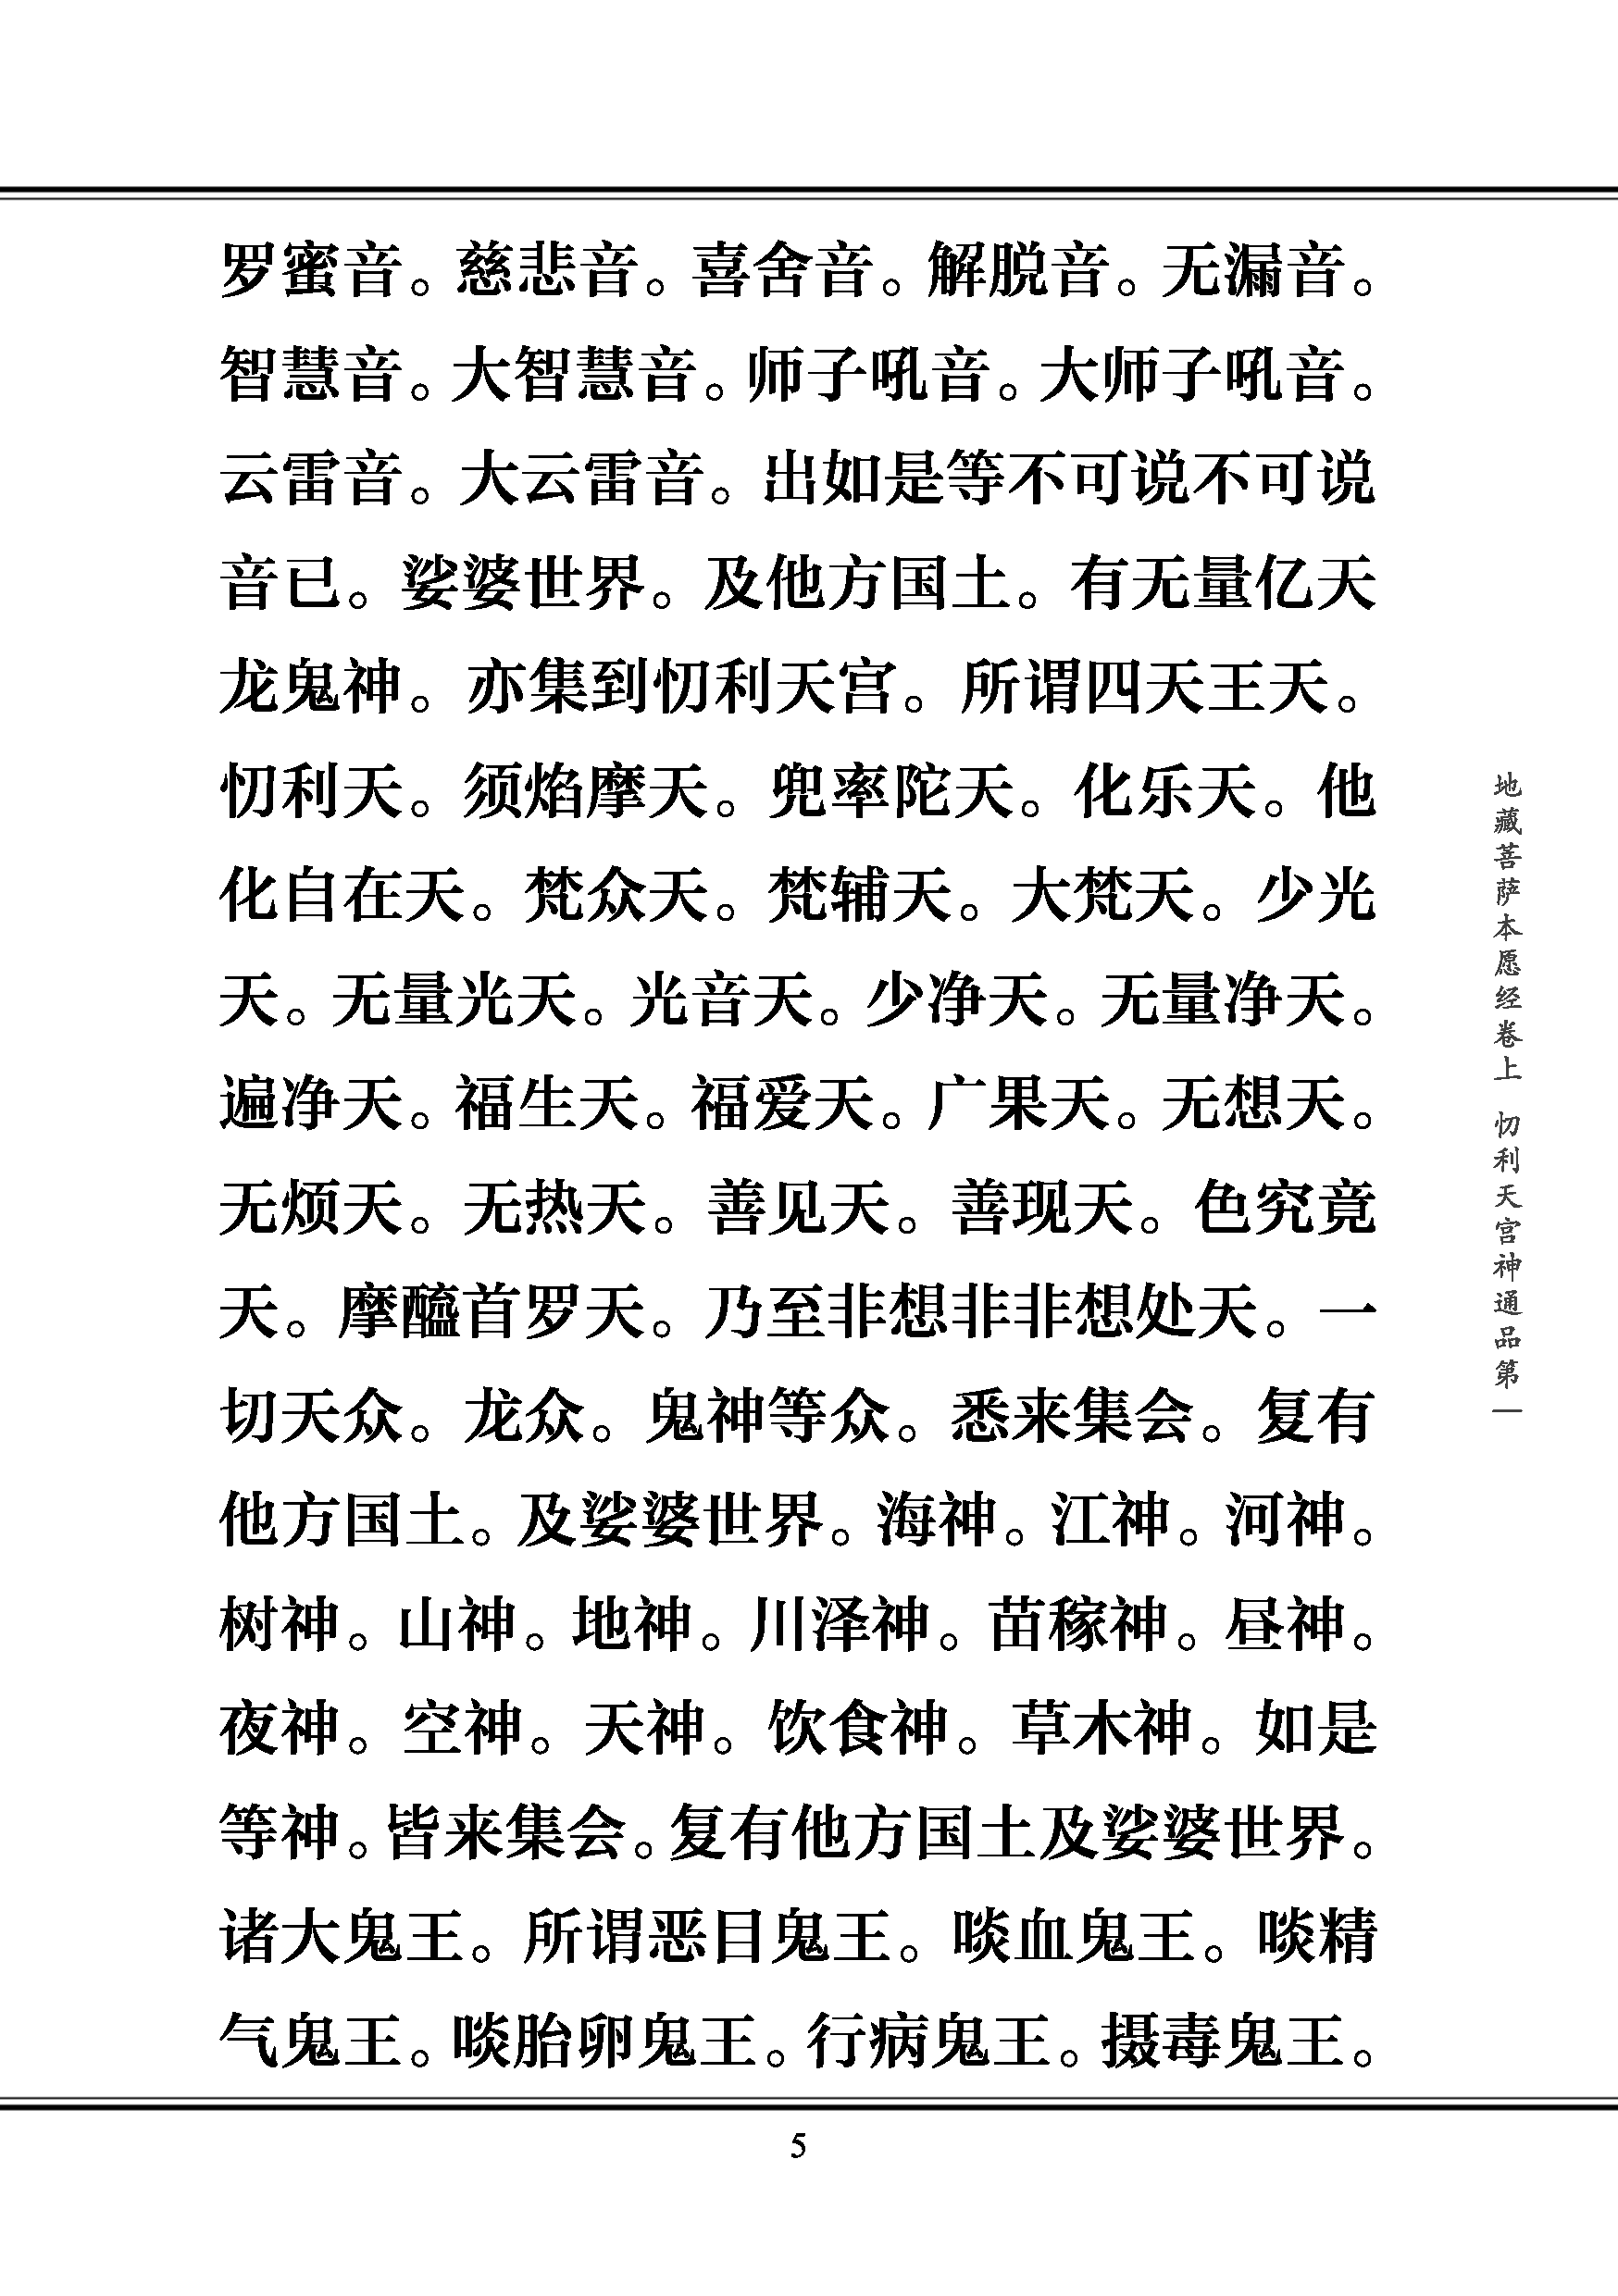 罗蜜音。慈悲音。喜舍音。解脱音。无漏音。
智慧音。大智慧音。师子吼音。大师子吼音。
云雷音。大云雷音。出如是等不可说不可说
音已。娑婆世界。及他方国土。有无量亿天
龙鬼神。亦集到忉利天宫。所谓四天王天。
忉利天。须焰摩天。兜率陀天。化乐天。他
化自在天。梵众天。梵辅天。大梵天。少光
天。无量光天。光音天。少净天。无量净天。
遍净天。福生天。福爱天。广果天。无想天。
无烦天。无热天。善见天。善现天。色究竟
天。摩醯首罗天。乃至非想非非想处天。一
切天众。龙众。鬼神等众。悉来集会。复有
他方国土。及娑婆世界。海神。江神。河神。
树神。山神。地神。川泽神。苗稼神。昼神。
夜神。空神。天神。饮食神。草木神。如是
等神。皆来集会。复有他方国土及娑婆世界。
诸大鬼王。所谓恶目鬼王。啖血鬼王。啖精
气鬼王。啖胎卵鬼王。行病鬼王。摄毒鬼王。
地藏菩萨本愿经卷上 忉利天宫神通品第一
5